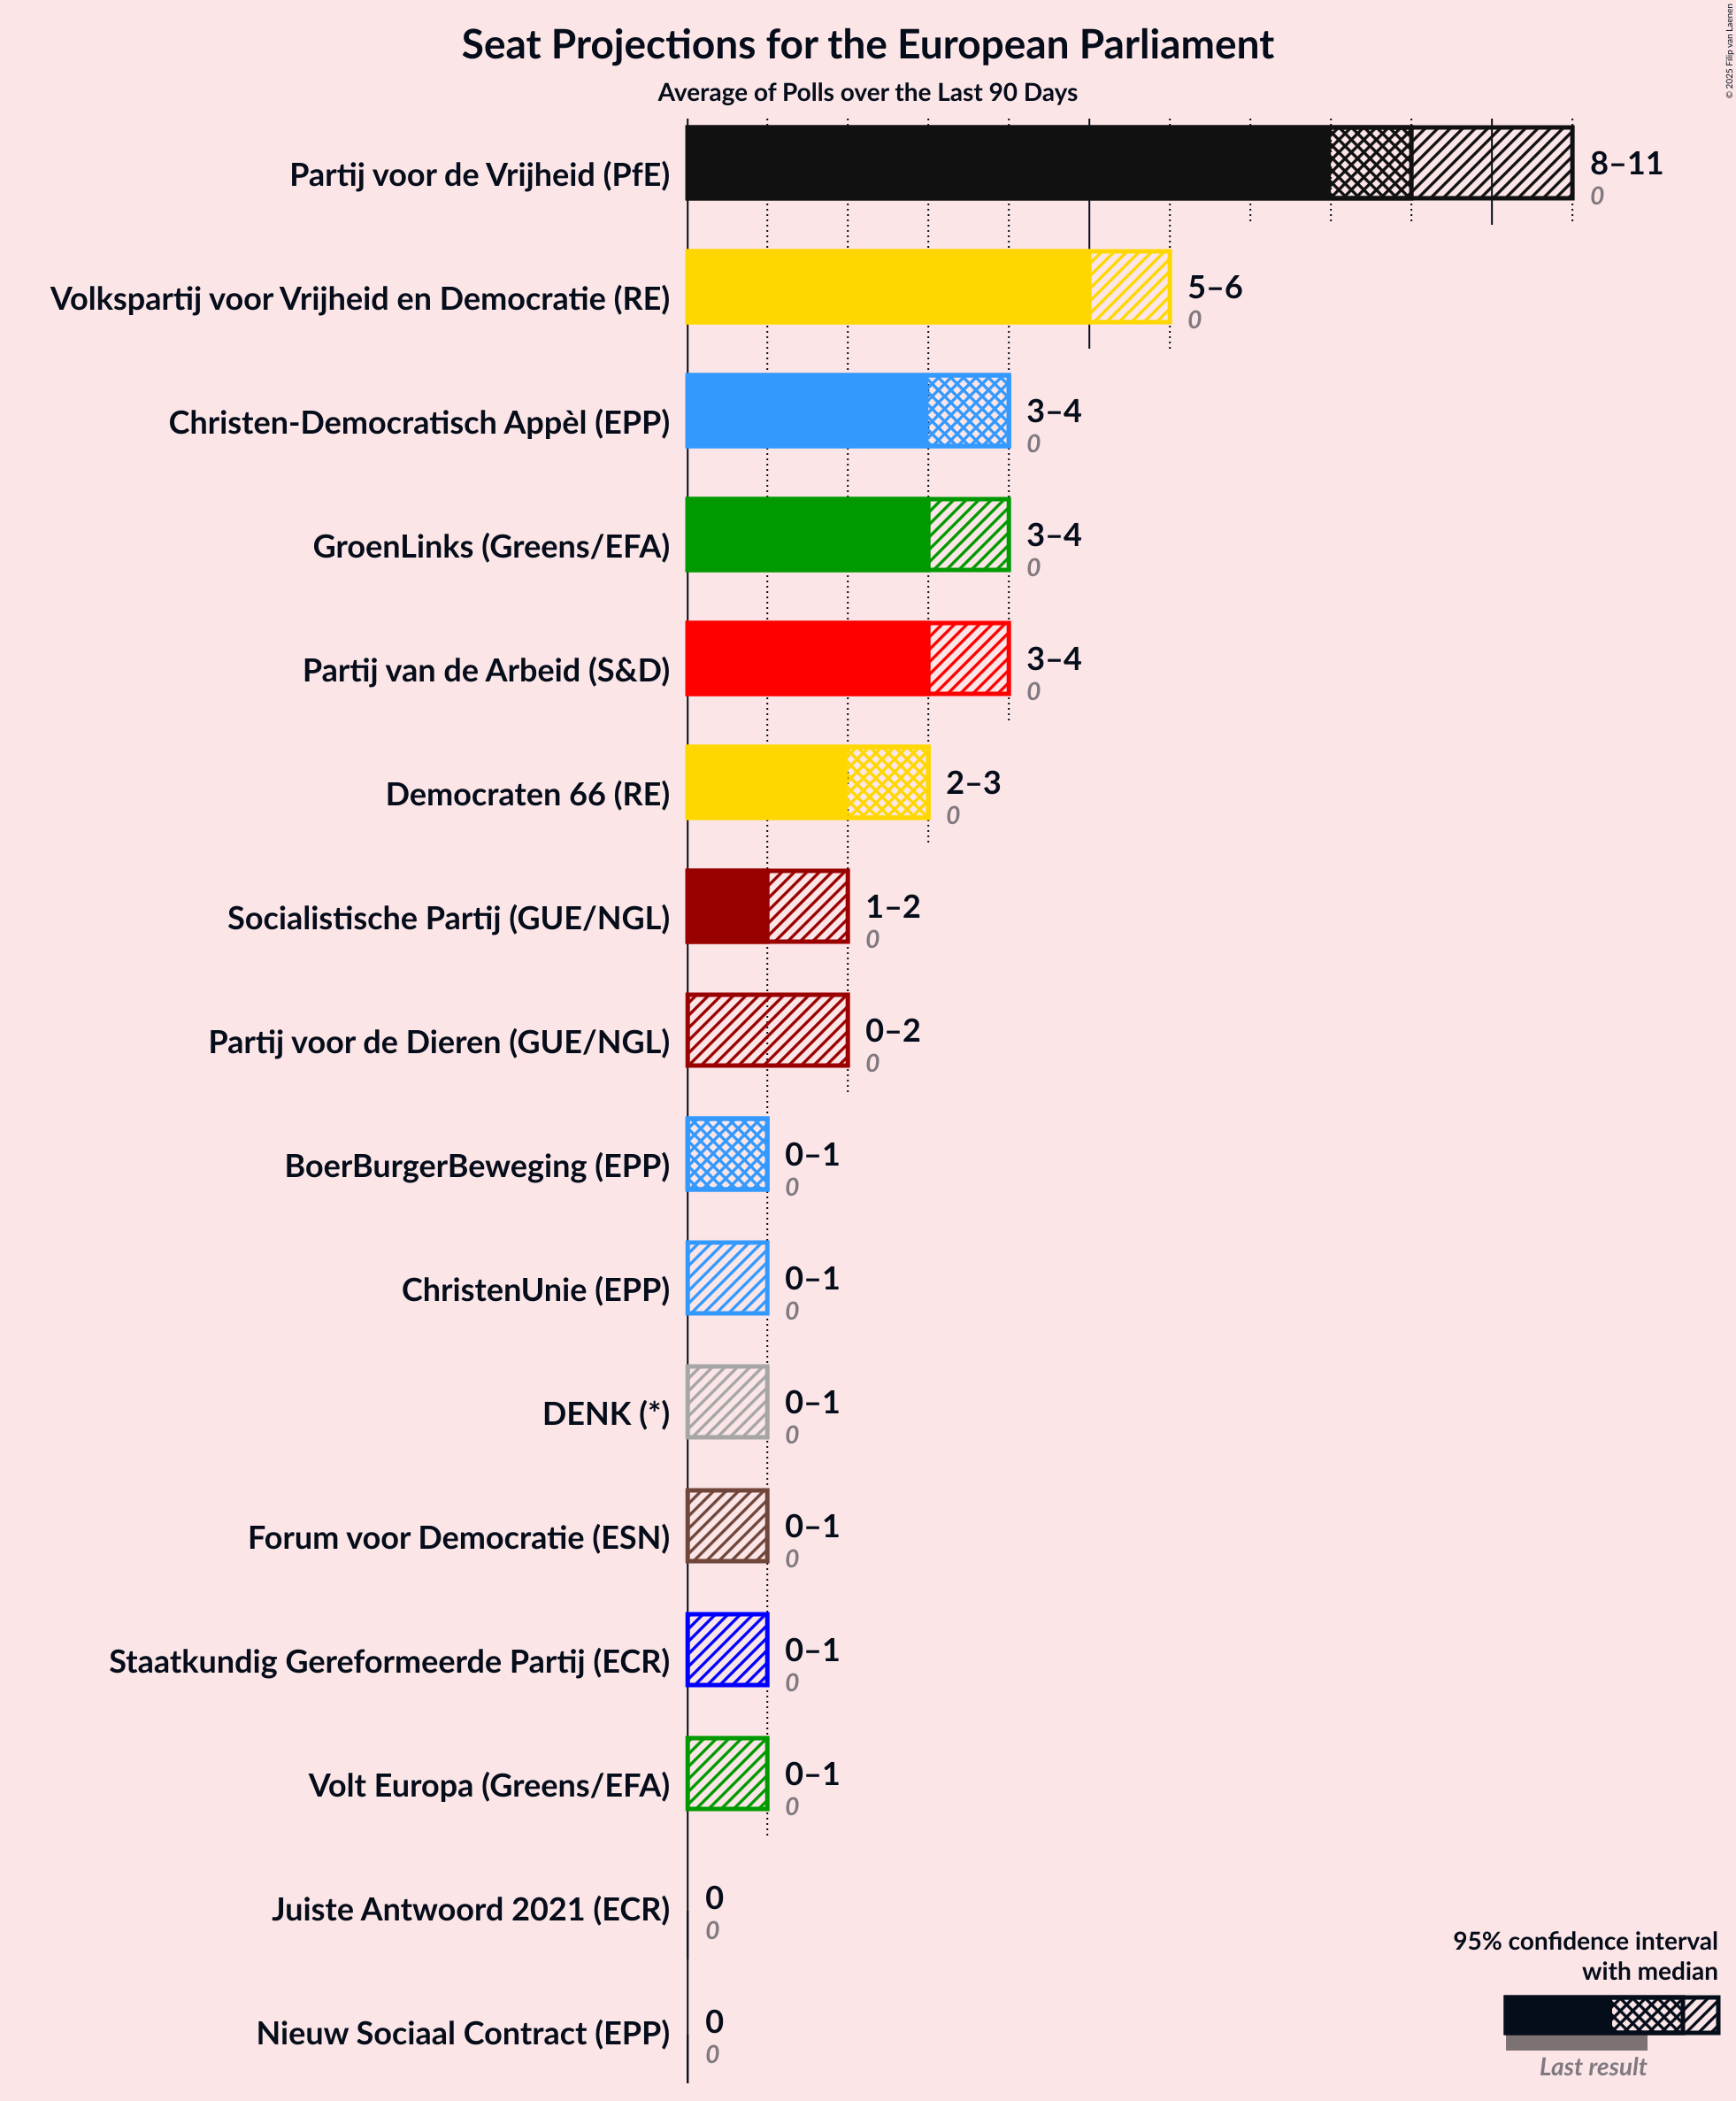 Seat Projections for the European Parliament
Average of Polls over the Last 90 Days
© 2025 Filip van Laenen
Partij voor de Vrijheid (PfE)
8–11
0
Volkspartij voor Vrijheid en Democratie (RE)
5–6
0
Christen-Democratisch Appèl (EPP)
3–4
0
GroenLinks (Greens/EFA)
3–4
0
Partij van de Arbeid (S&D)
3–4
0
Democraten 66 (RE)
2–3
0
Socialistische Partij (GUE/NGL)
1–2
0
Partij voor de Dieren (GUE/NGL)
0–2
0
BoerBurgerBeweging (EPP)
0–1
0
ChristenUnie (EPP)
0–1
0
DENK (*)
0–1
0
Forum voor Democratie (ESN)
0–1
0
Staatkundig Gereformeerde Partij (ECR)
0–1
0
Volt Europa (Greens/EFA)
0–1
0
Juiste Antwoord 2021 (ECR)
0
0
Nieuw Sociaal Contract (EPP)
0
0
95% confidence interval
with median
Last result